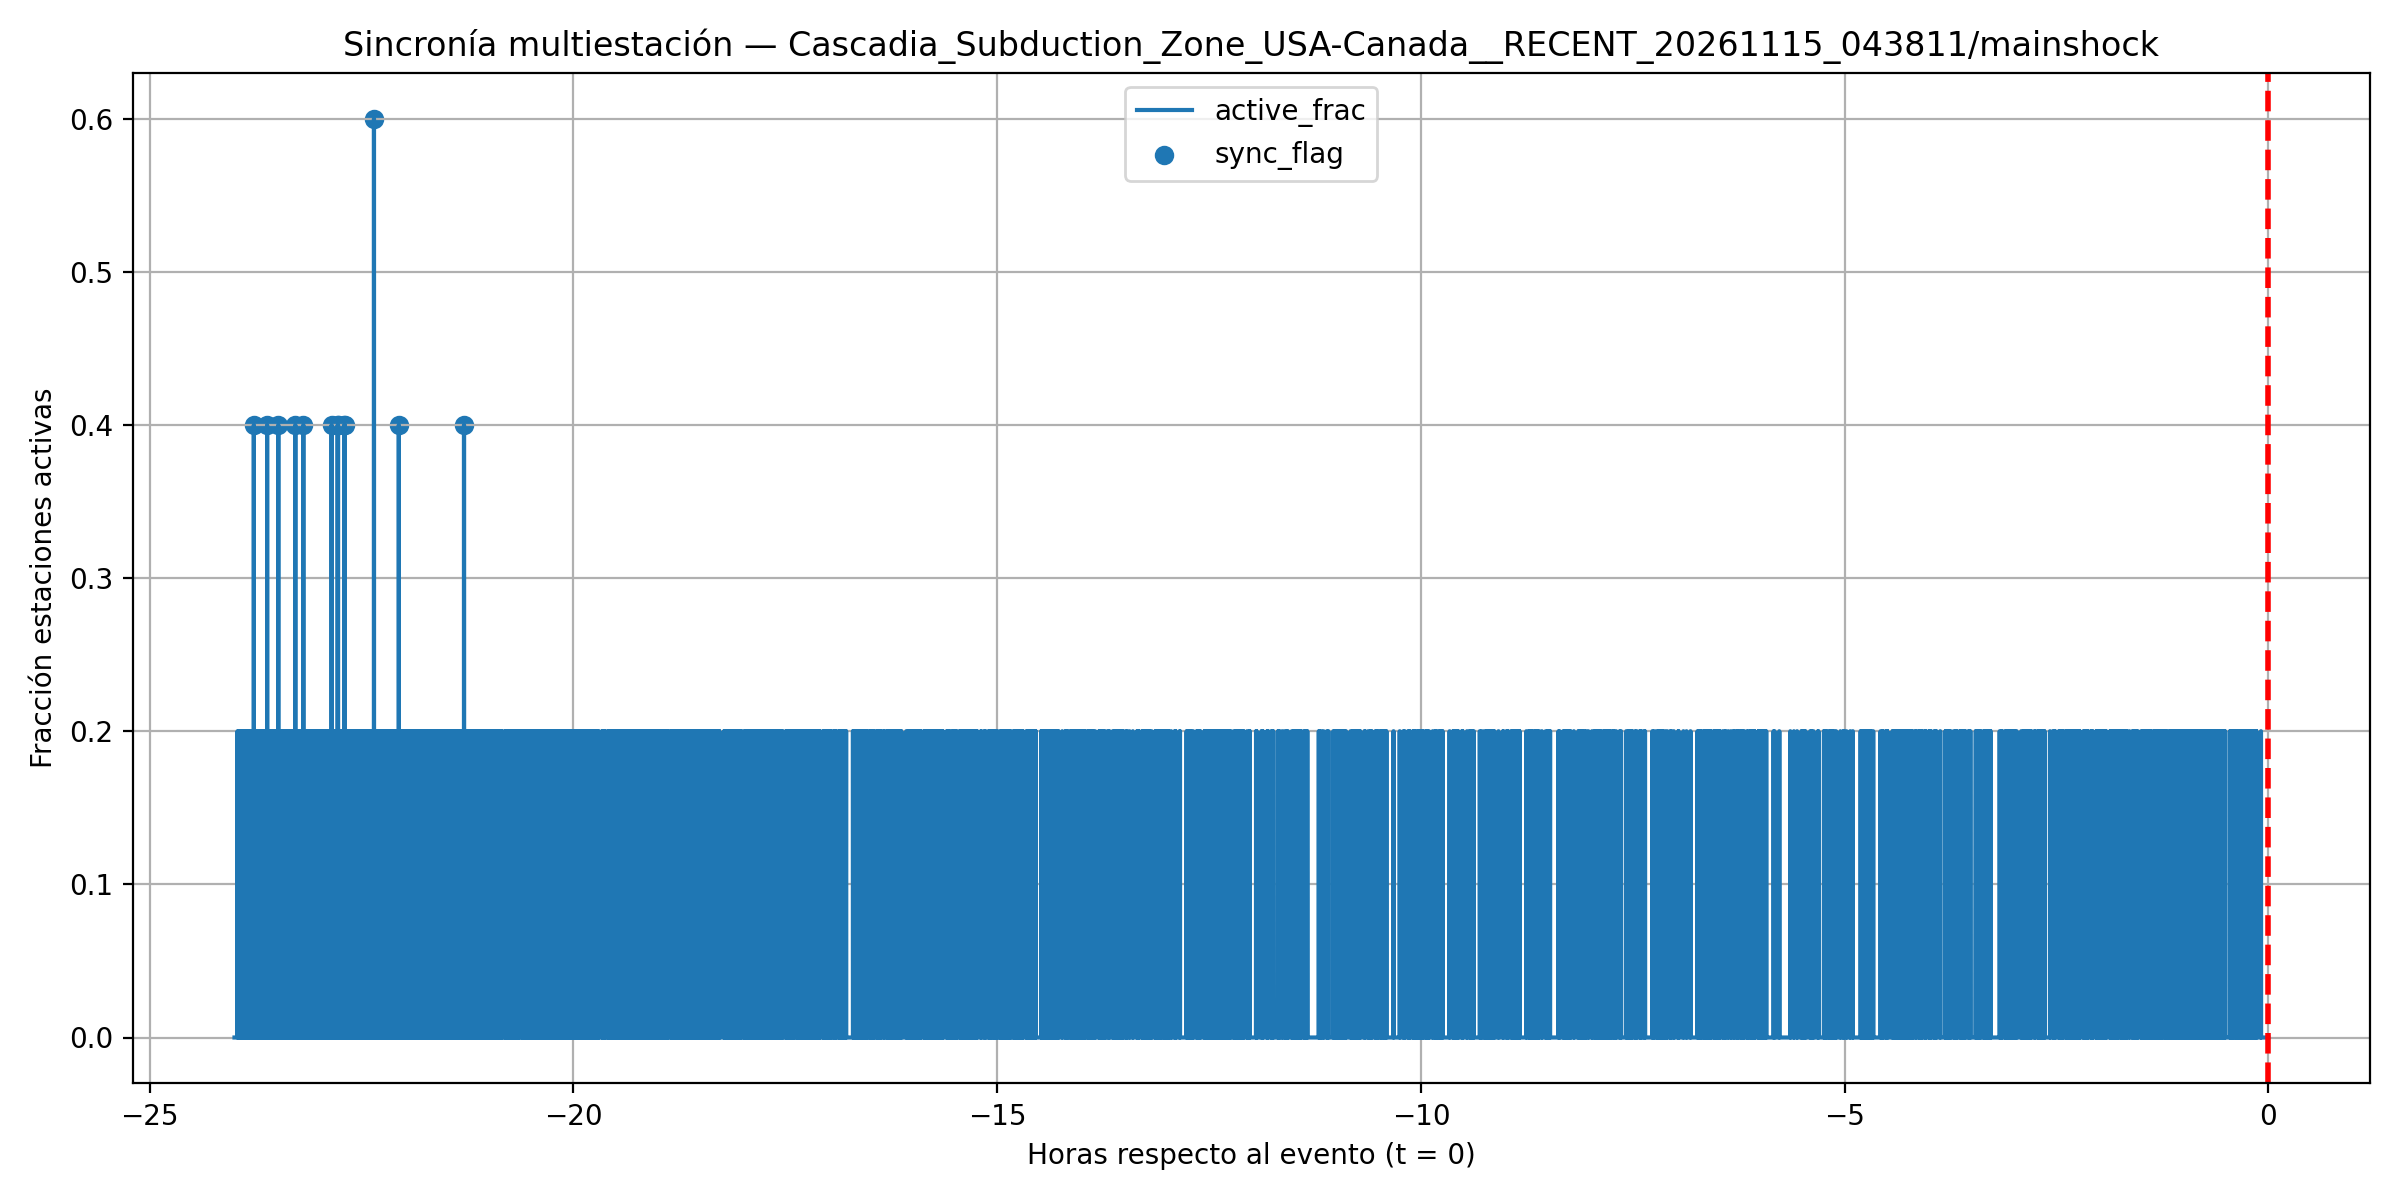 Sincronía multiestación — Cascadia_Subduction_Zone_USA-Canada__RECENT_20261115_043811/mainshock
active_frac
sync_flag
Fracción estaciones activas
0.6
0.5
0.4
0.3
0.2
0.1
0.0
−25 −20 −15 −10 −5 0
Horas respecto al evento (t = 0)